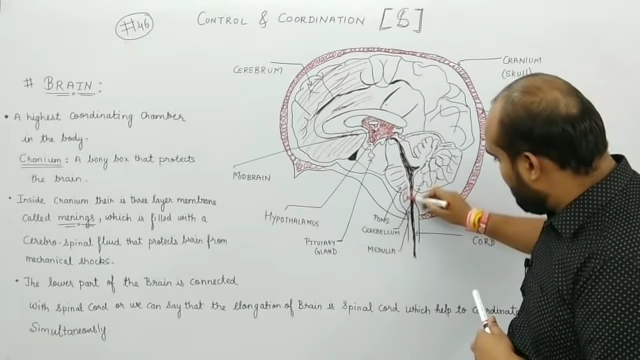 #46
CONTROL & COORDINATION [8]
# BRAIN:
• A highest coordinating chamber
in the body.
Cranium: A bony box that protects
the brain.
• Inside cranium their is three layer membrane
called menings, which is filled with a
Cerebro-spinal fluid that protects brain from
mechanical shocks.
• The lower part of the Brain is connected
with spinal cord or we can say that the elongation of Brain is Spinal cord which help to coordinate
Simultaneously
CEREBRUM
CRANIUM
(SKULL)
MIDBRAIN
HYPOTHALAMUS
PITUIARY
GLAND
PONS
CEREBELLUM
MEDULLA
CORD